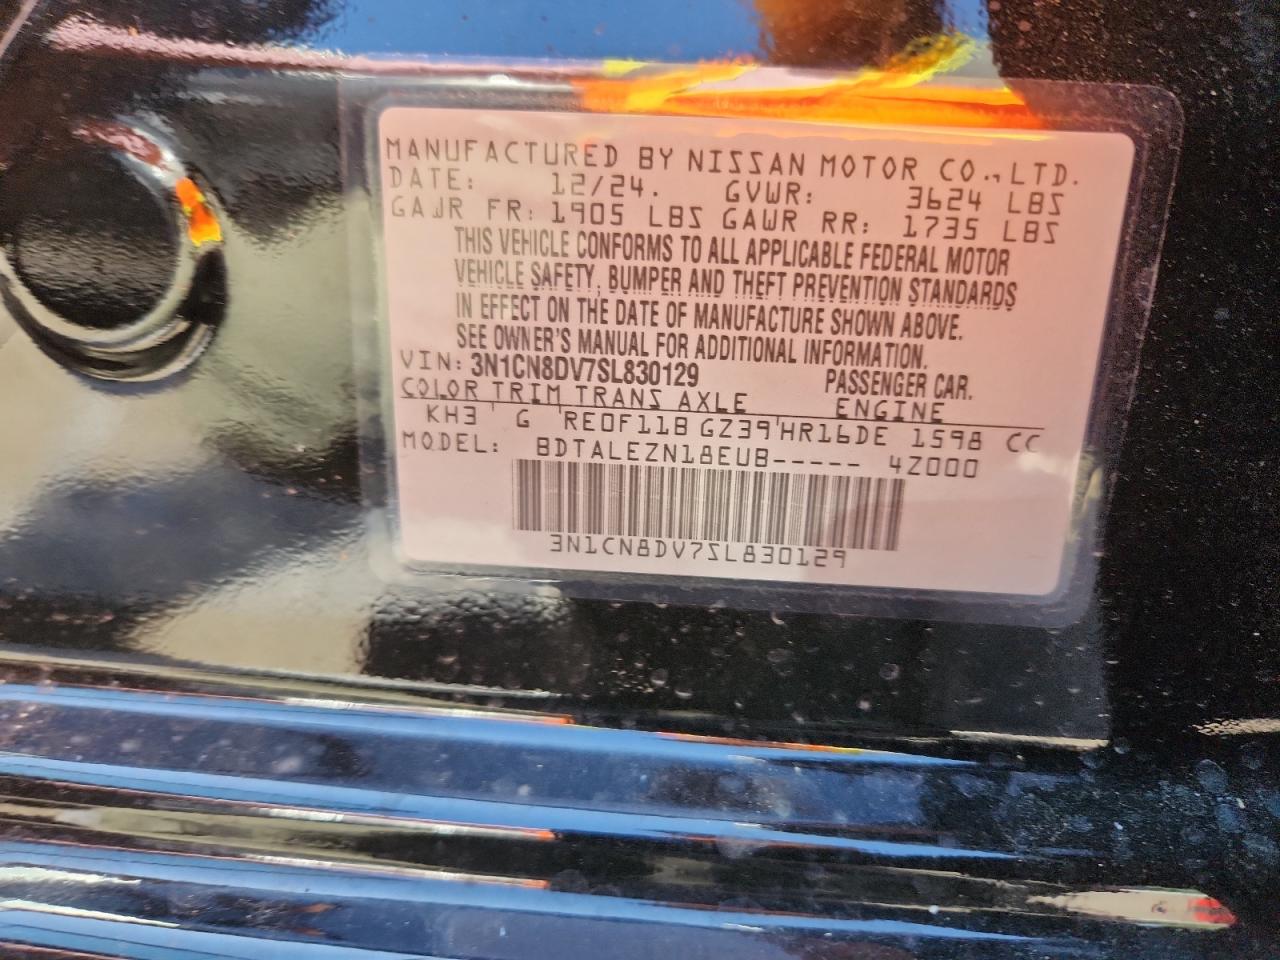 MANUFACTURED BY NISSAN MOTOR CO., LTD.
DATE: 12/24. GVWR: 3624 LBS
GAWR FR: 1905 LBS GAWR RR: 1735 LBS
THIS VEHICLE CONFORMS TO ALL APPLICABLE FEDERAL MOTOR
VEHICLE SAFETY, BUMPER AND THEFT PREVENTION STANDARDS
IN EFFECT ON THE DATE OF MANUFACTURE SHOWN ABOVE.
SEE OWNER'S MANUAL FOR ADDITIONAL INFORMATION.
VIN: 3N1CN8DV7SL830129 PASSENGER CAR.
COLOR TRIM TRANS AXLE ENGINE
KH3 G RE0F11B GZ39 HR16DE 1598 CC
MODEL: BDTALEZN18EUB----- 4Z000
3N1CN8DV7SL830129